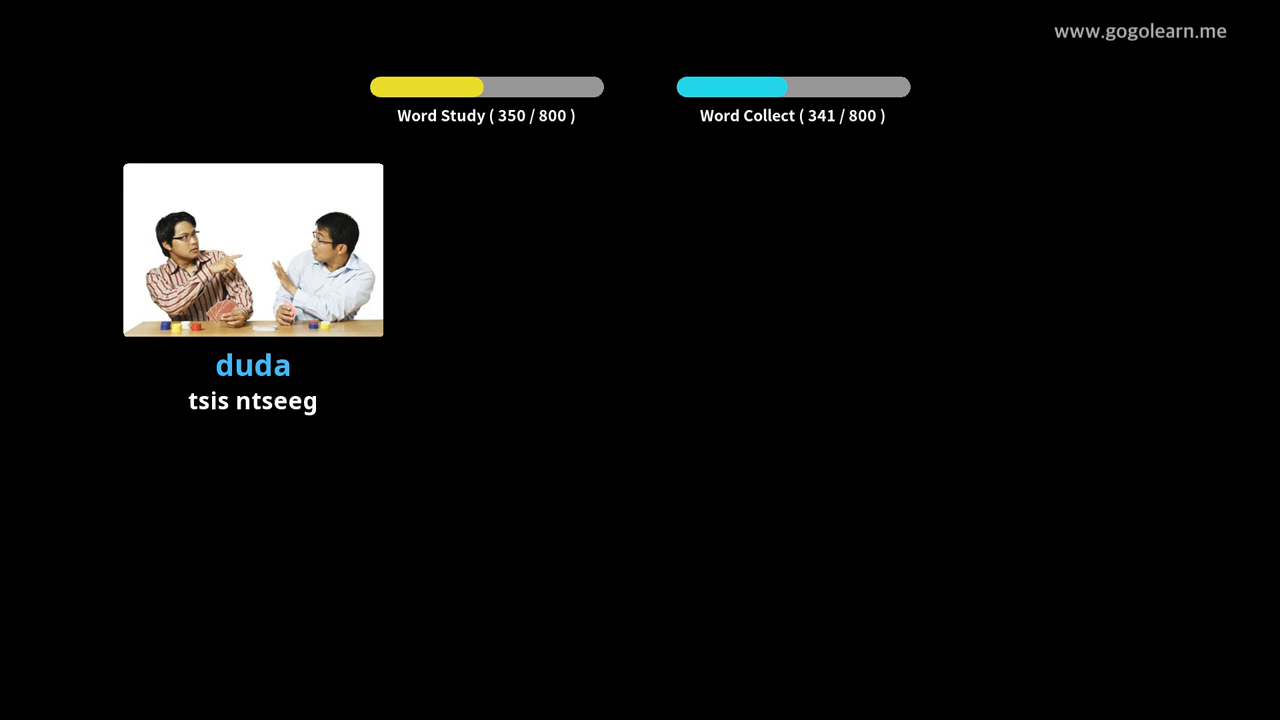 www.gogolearn.me
Word Study ( 350 / 800 )
Word Collect ( 341 / 800 )
duda
tsis ntseeg